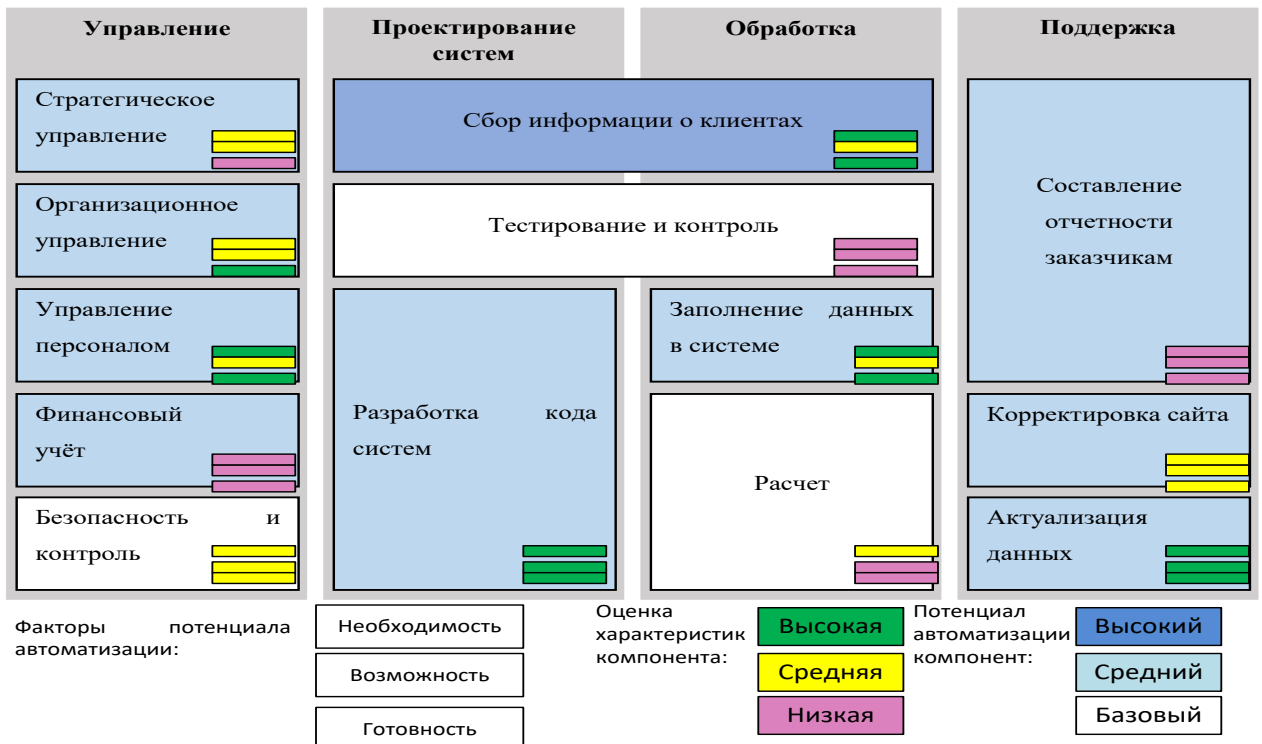 Управление
Проектирование
систем
Обработка
Поддержка
Стратегическое
управление
Сбор информации о клиентах
Составление
отчетности
заказчикам
Организационное
управление
Тестирование и контроль
Управление
персоналом
Разработка кода
систем
Заполнение данных
в системе
Финансовый
учёт
Расчет
Корректировка сайта
Безопасность и
контроль
Актуализация
данных
Факторы потенциала
автоматизации:
Необходимость
Возможность
Готовность
Оценка
характеристик
компонента:
Высокая
Средняя
Низкая
Потенциал
автоматизации
компонент:
Высокий
Средний
Базовый